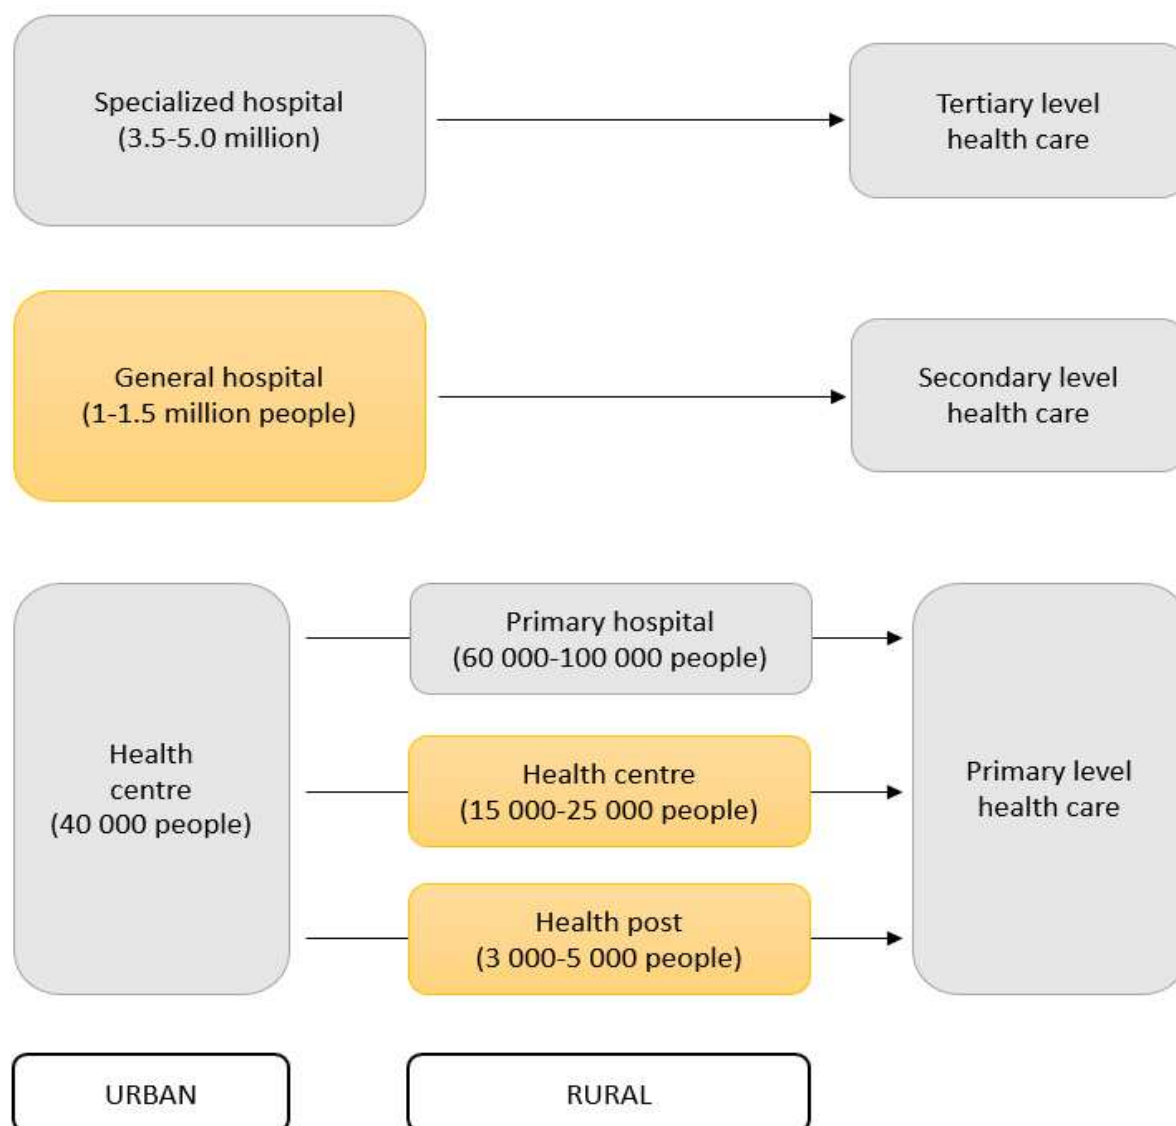 Specialized hospital
(3.5-5.0 million)
Tertiary level
health care
General hospital
(1-1.5 million people)
Secondary level
health care
Health
centre
(40 000 people)
Primary hospital
(60 000-100 000 people)
Health centre
(15 000-25 000 people)
Health post
(3 000-5 000 people)
Primary level
health care
URBAN
RURAL